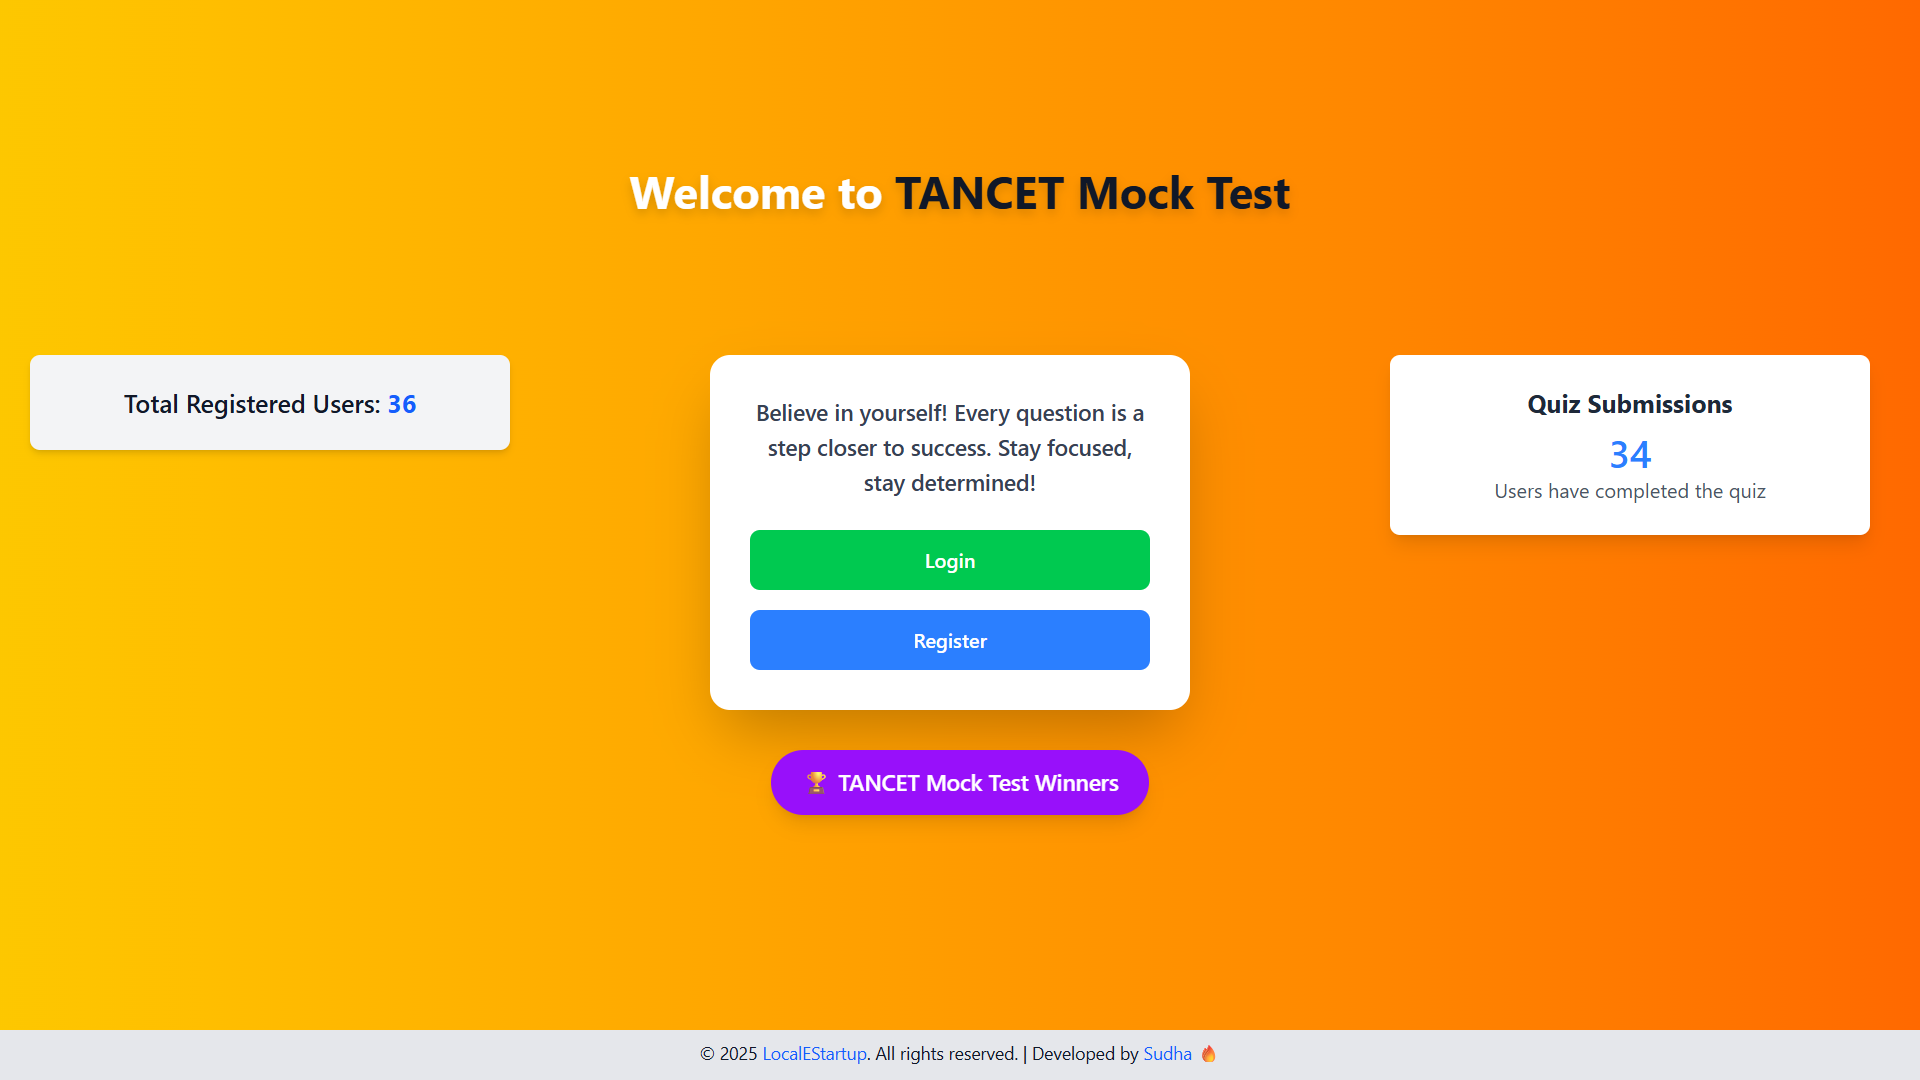 Welcome to TANCET Mock Test
Total Registered Users: 36
Believe in yourself! Every question is a
step closer to success. Stay focused,
stay determined!
Login
Register
Quiz Submissions
34
Users have completed the quiz
🏆 TANCET Mock Test Winners
© 2025 LocalEStartup. All rights reserved. | Developed by Sudha 🔥